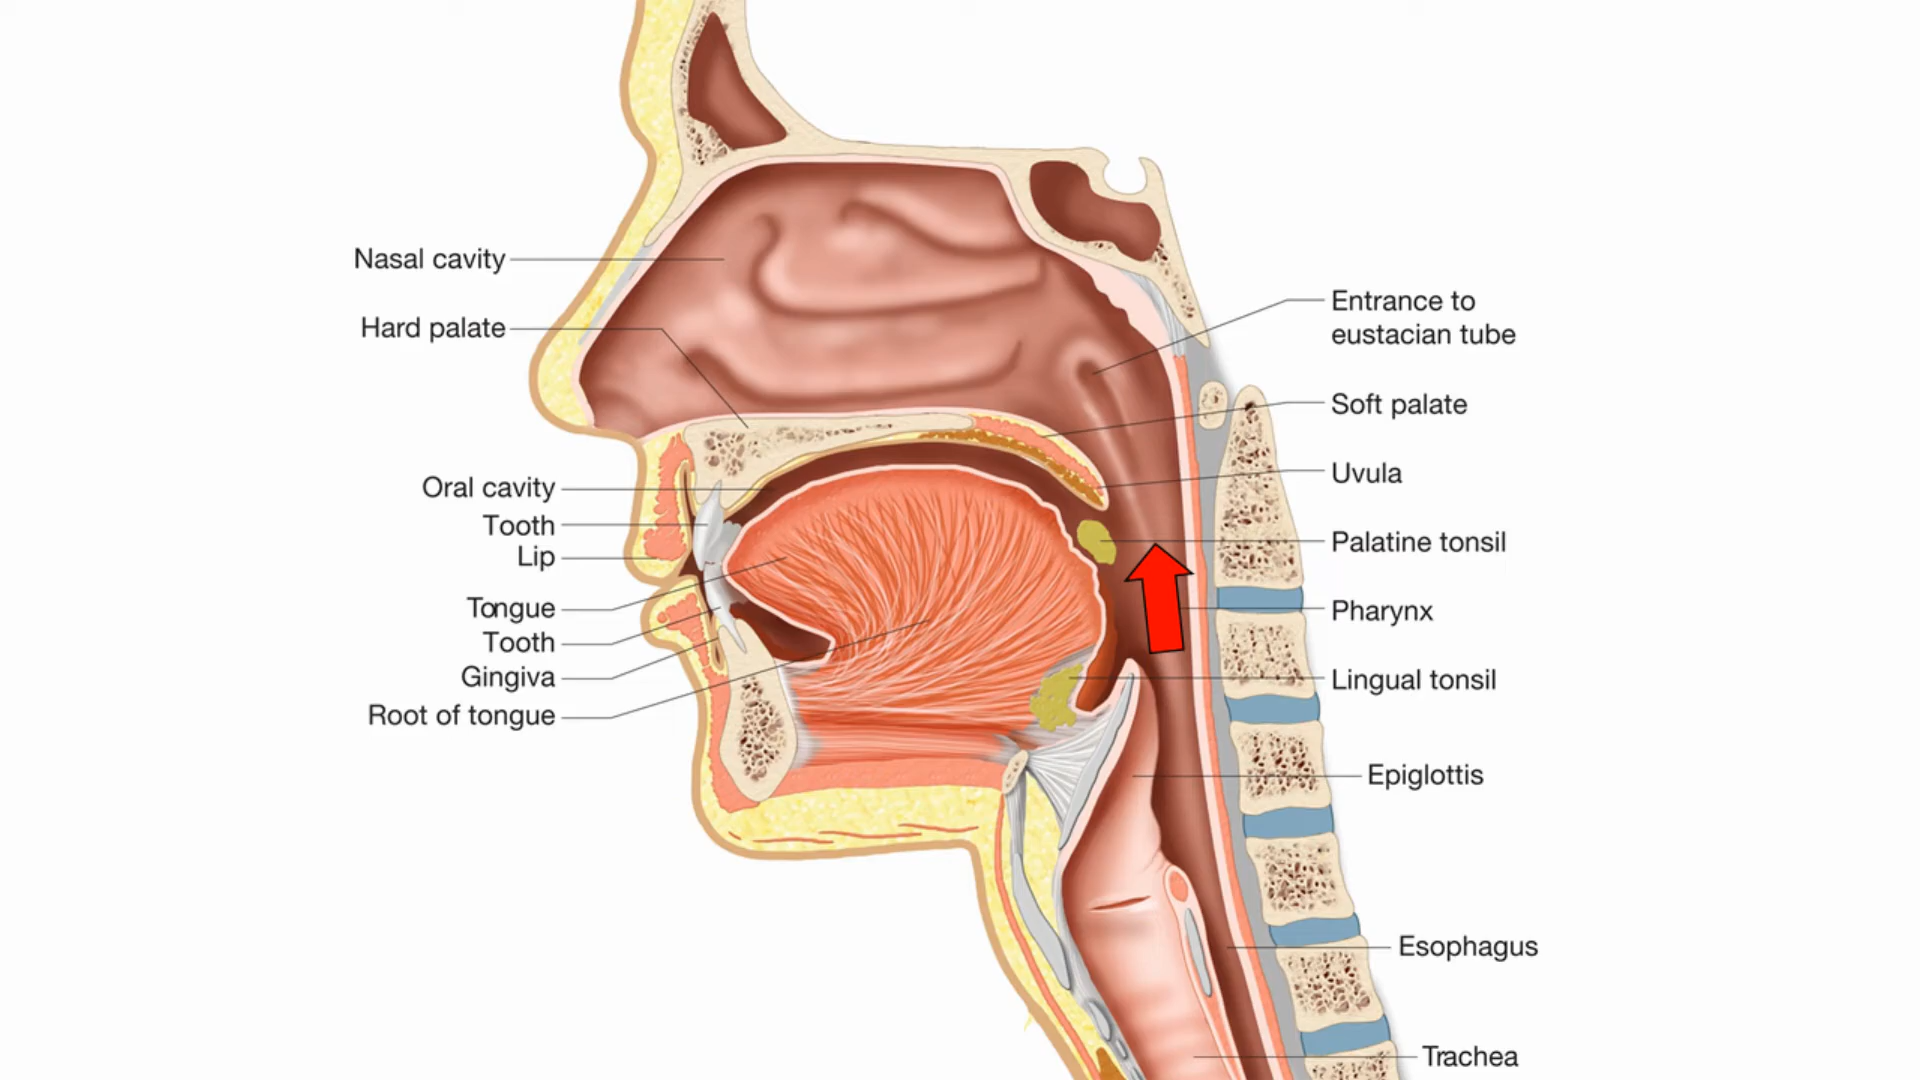 Nasal cavity
Hard palate
Oral cavity
Tooth
Lip
Tongue
Tooth
Gingiva
Root of tongue
Entrance to
eustacian tube
Soft palate
Uvula
Palatine tonsil
Pharynx
Lingual tonsil
Epiglottis
Esophagus
Trachea